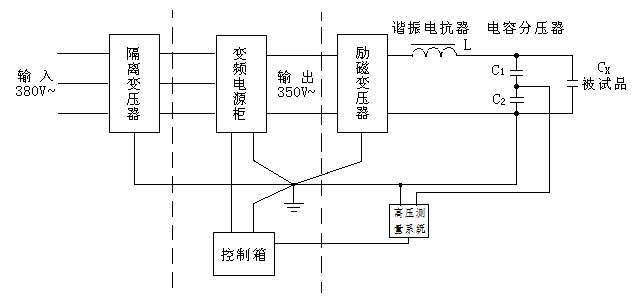 谐振电抗器
电容分压器
L
隔离变压器
变频电源柜
励磁变压器
输入
380V~
输出
350V~
C1
C2
CX
被试品
高压测
量系统
控制箱